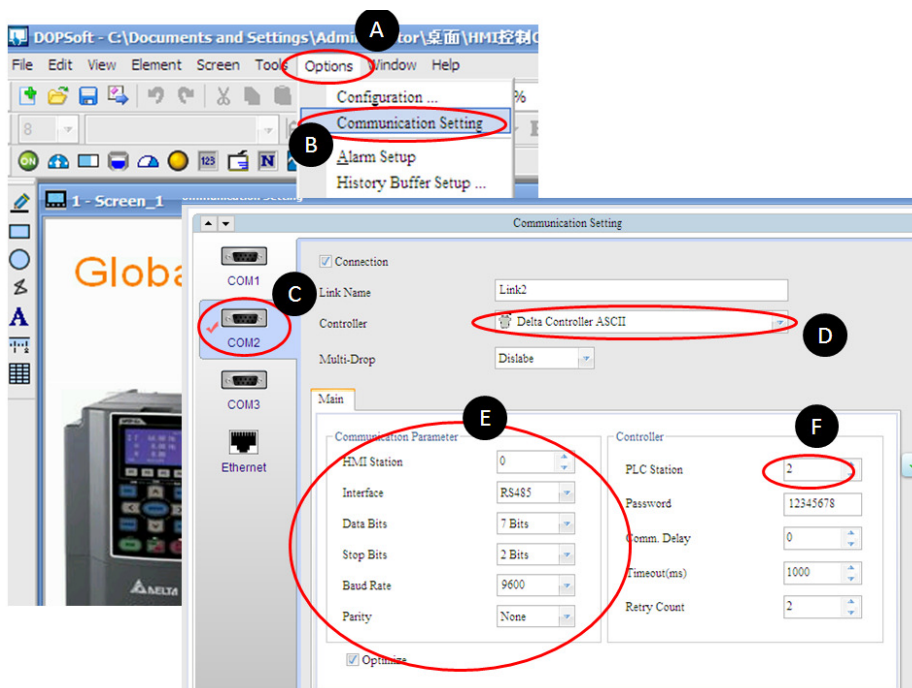 A
DOPSoft - C:\Documents and Settings\Adm tor\桌面\HMI控制
File Edit View Element Screen Tools Options Window Help
Configuration ...
%
8
Communication Setting
B
Alarm Setup
123
N
History Buffer Setup ...
1 - Screen_1
Communication Setting
Globa
COM1
Connection
C
Link Name
Link2
COM2
Controller
Delta Controller ASCII
D
Multi-Drop
Dislabe
COM3
Main
E
F
Ethernet
Communication Parameter
Controller
HMI Station
0
PLC Station
2
Interface
RS485
Password
12345678
Data Bits
7 Bits
Comm. Delay
0
Stop Bits
2 Bits
Timeout(ms)
1000
Baud Rate
9600
Retry Count
2
Parity
None
Optimize
A
DELTA